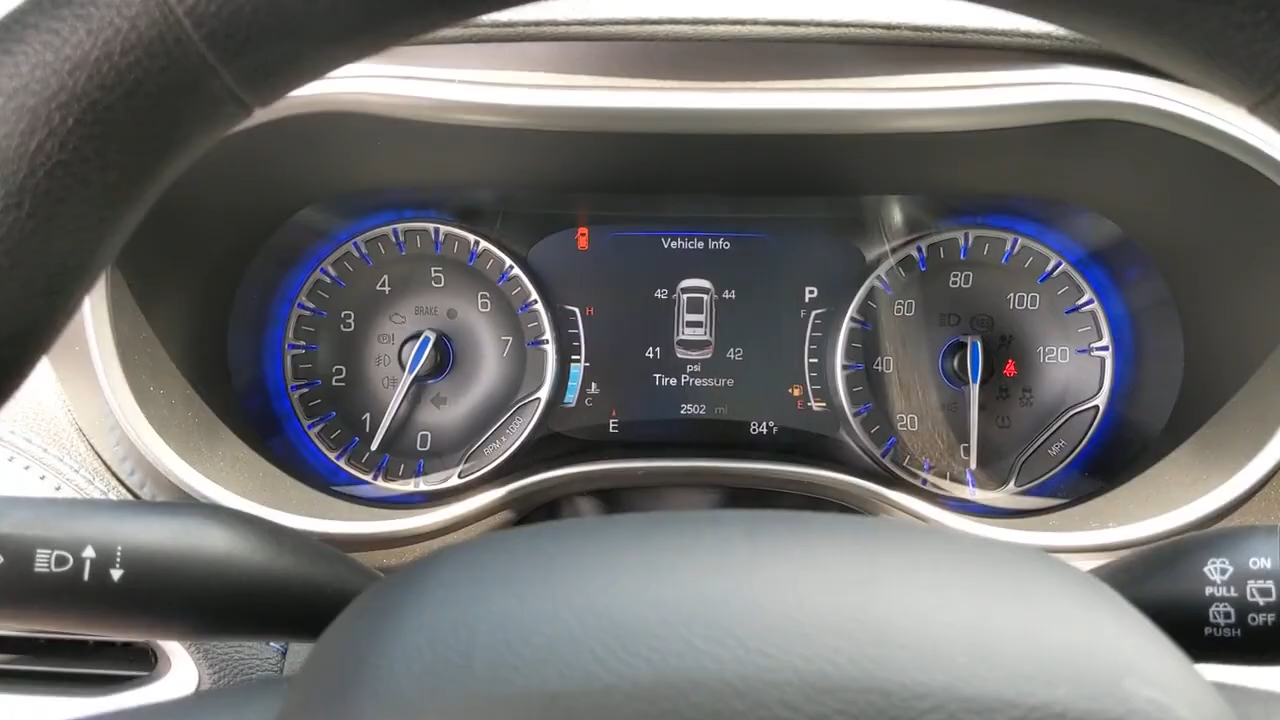 Vehicle Info
42 44
41 42
psi
Tire Pressure
2502 mi
E 84°F
P
H
C
F
E
BRAKE
0 1 2 3 4 5 6 7
RPM x 1000
0 20 40 60 80 100 120
MPH
PULL
PUSH
ON
OFF